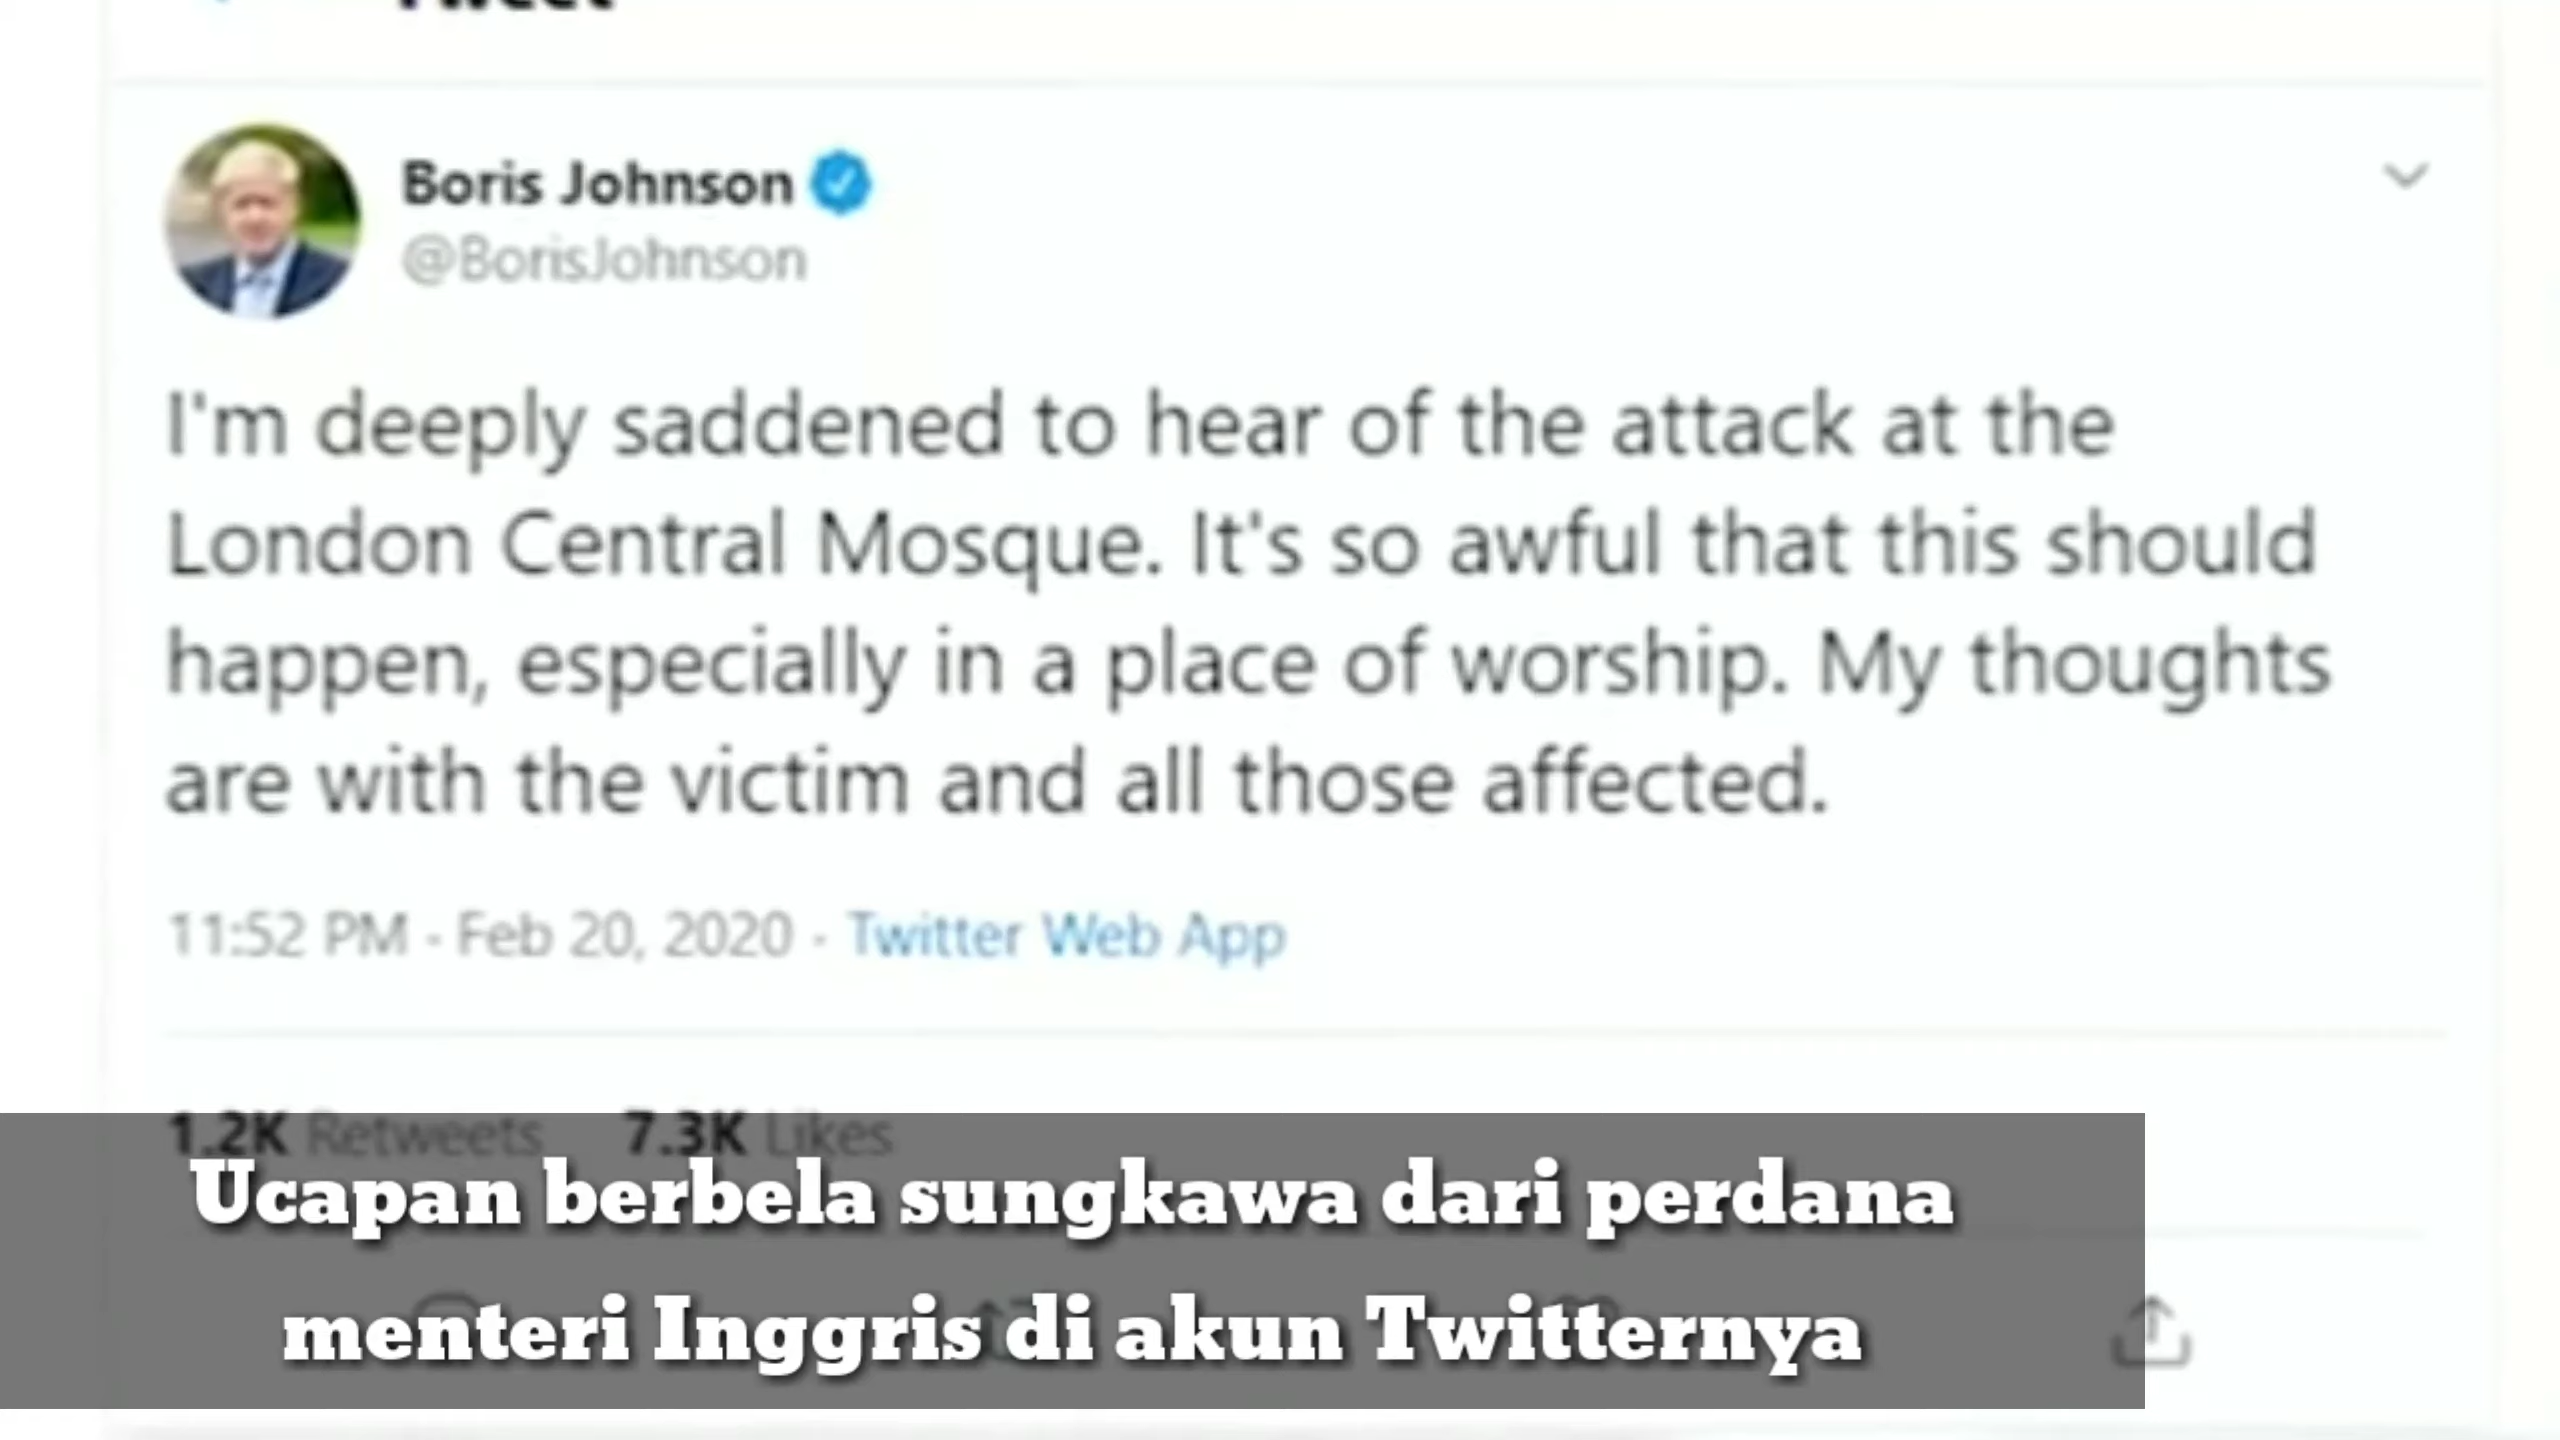 Tweet
Boris Johnson
@BorisJohnson
I'm deeply saddened to hear of the attack at the
London Central Mosque. It's so awful that this should
happen, especially in a place of worship. My thoughts
are with the victim and all those affected.
11:52 PM · Feb 20, 2020 · Twitter Web App
1.2K Retweets 7.3K Likes
Ucapan berbela sungkawa dari perdana
menteri Inggris di akun Twitternya